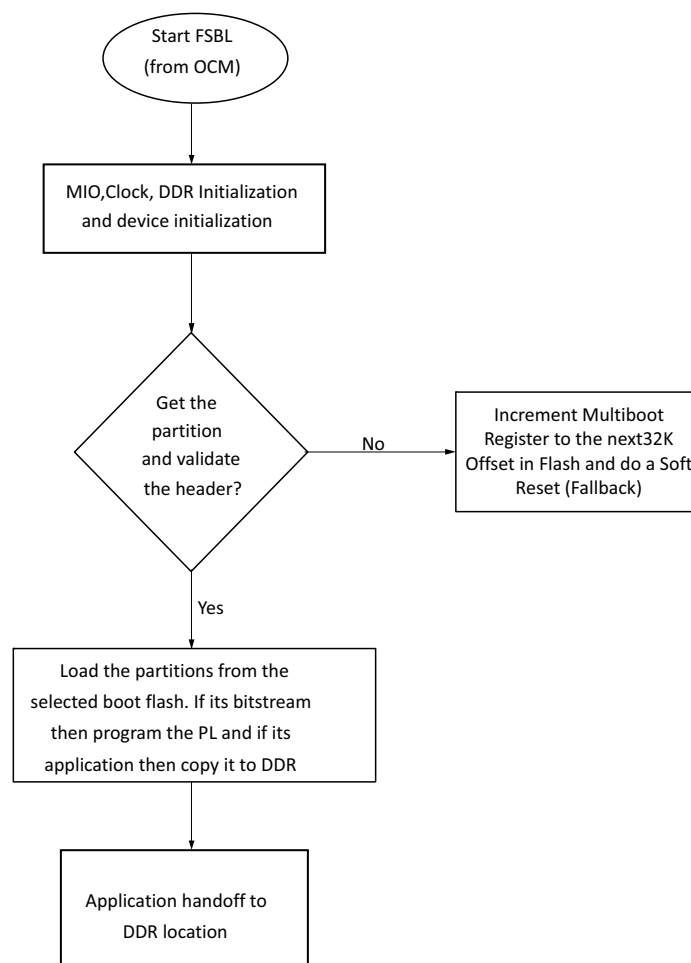 Start FSBL
(from OCM)
MIO,Clock, DDR Initialization
and device initialization
Get the
partition
and validate
the header?
No
Increment Multiboot
Register to the next32K
Offset in Flash and do a Soft
Reset (Fallback)
Yes
Load the partitions from the
selected boot flash. If its bitstream
then program the PL and if its
application then copy it to DDR
Application handoff to
DDR location